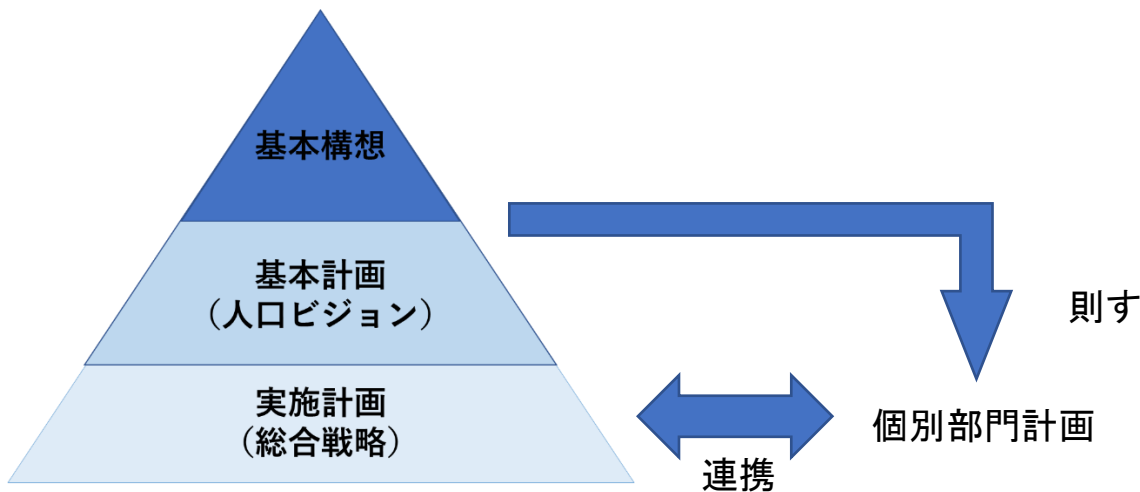 基本構想
基本計画
（人口ビジョン）
則す
実施計画
（総合戦略）
個別部門計画
連携